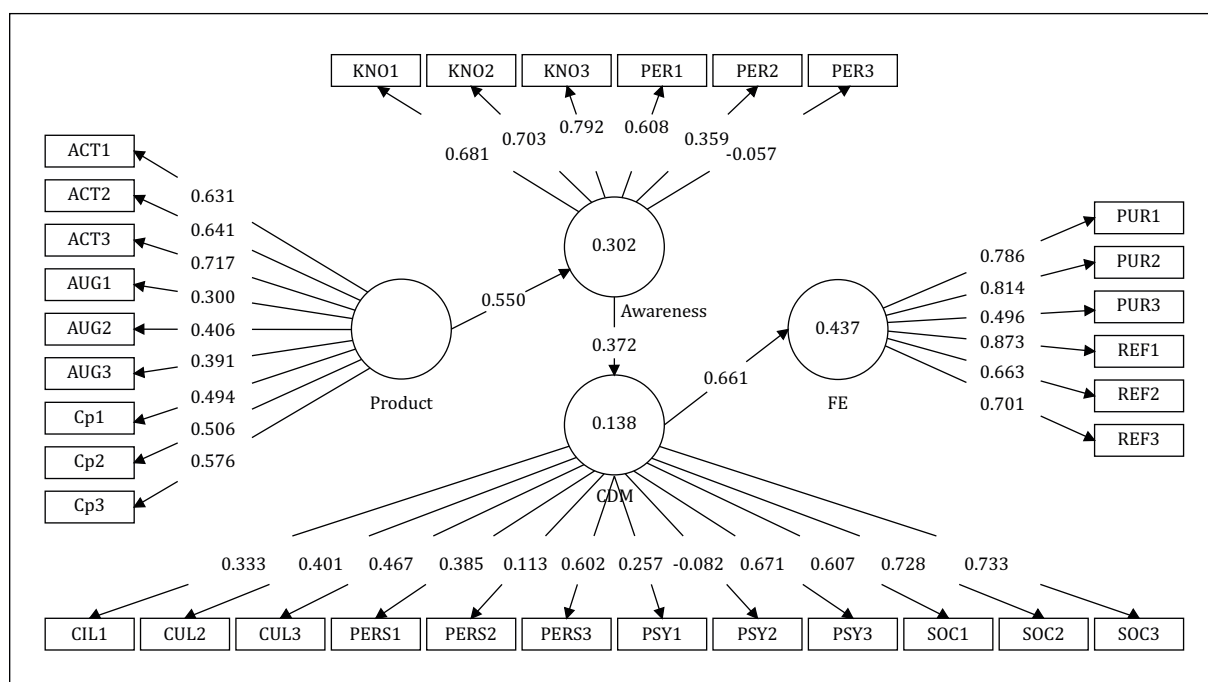 KNO1 KNO2 KNO3 PER1 PER2 PER3
0.681 0.703 0.792 0.608 0.359 -0.057
ACT1
ACT2
ACT3
AUG1
AUG2
AUG3
Cp1
Cp2
Cp3
0.631
0.641
0.717
0.300
0.406
0.391
0.494
0.506
0.576
Product
0.550
0.302
Awareness
0.372
0.138
CDM
0.661
0.437
FE
0.786
0.814
0.496
0.873
0.663
0.701
PUR1
PUR2
PUR3
REF1
REF2
REF3
0.333 0.401 0.467 0.385 0.113 0.602 0.257 -0.082 0.671 0.607 0.728 0.733
CIL1 CUL2 CUL3 PERS1 PERS2 PERS3 PSY1 PSY2 PSY3 SOC1 SOC2 SOC3